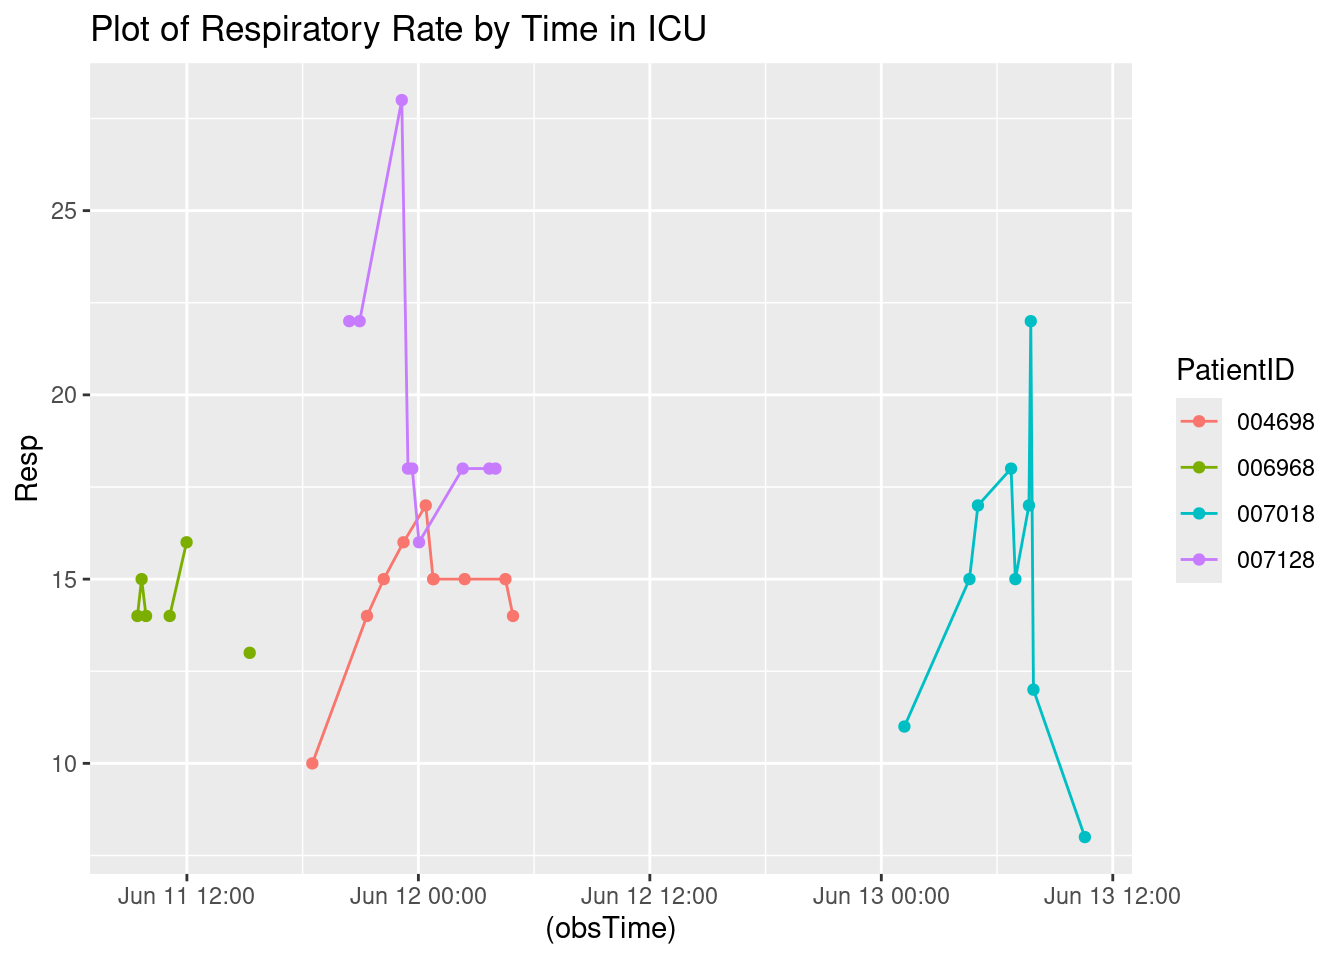 Plot of Respiratory Rate by Time in ICU
25
20
15
10
Resp
Jun 11 12:00
Jun 12 00:00
Jun 12 12:00
Jun 13 00:00
Jun 13 12:00
(obsTime)
PatientID
004698
006968
007018
007128